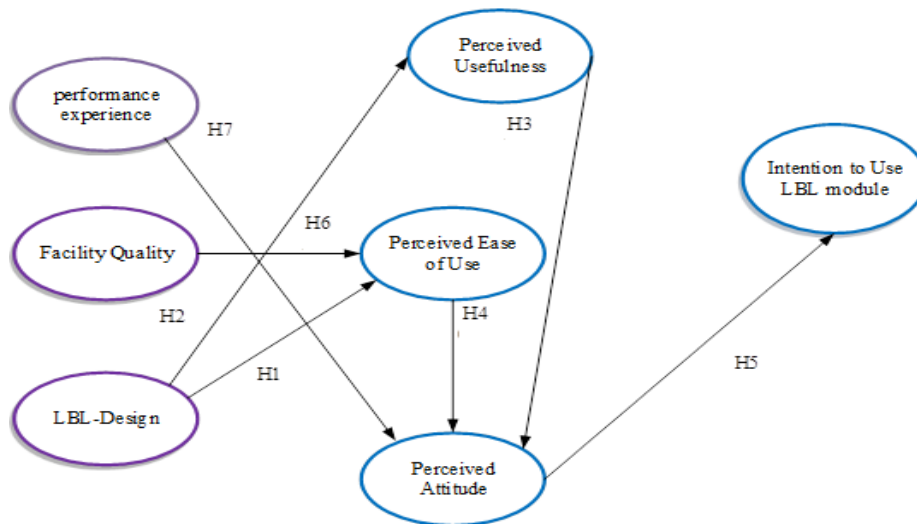 Perceived
Usefulness
performance
experience
H7
H3
Intention to Use
LBL module
H6
Facility Quality
Perceived Ease
of Use
H2
H4
H1
H5
LBL-Design
Perceived
Attitude